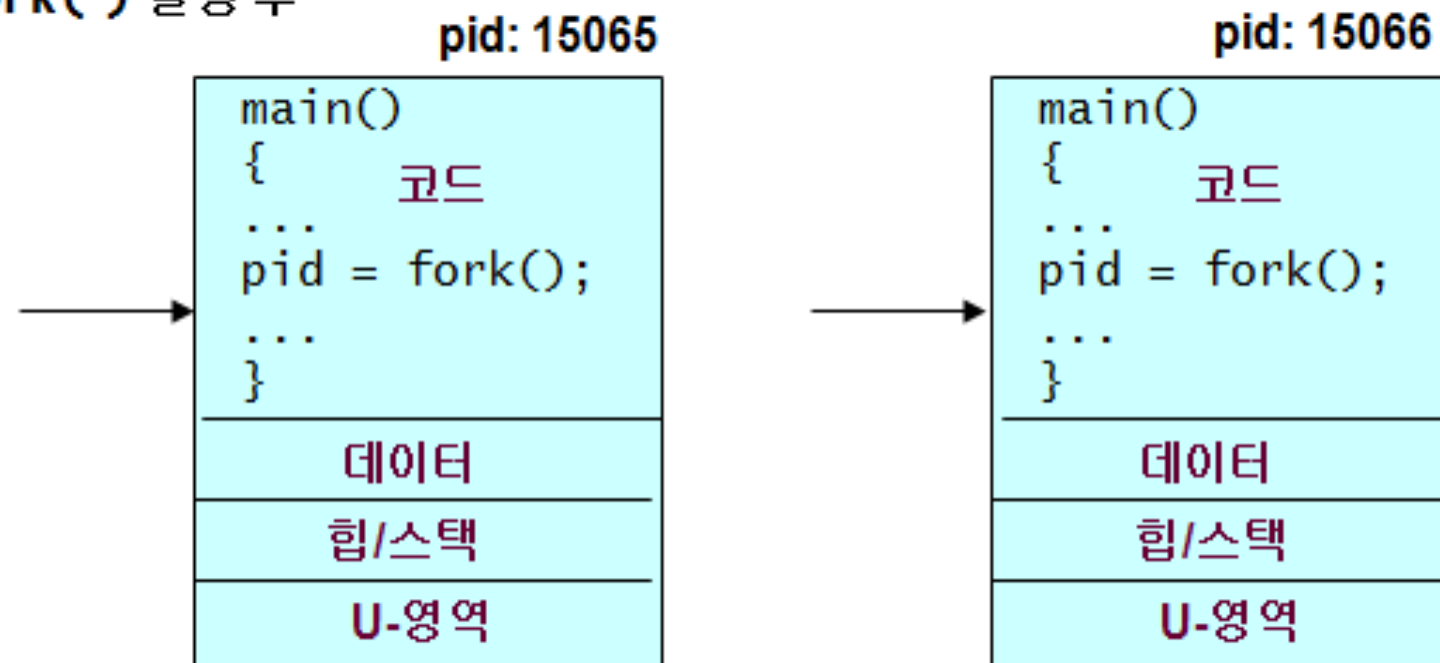 pid: 15065
main()
{
코드
...
pid = fork();
...
}
데이터
힙/스택
U-영역
pid: 15066
main()
{
코드
...
pid = fork();
...
}
데이터
힙/스택
U-영역